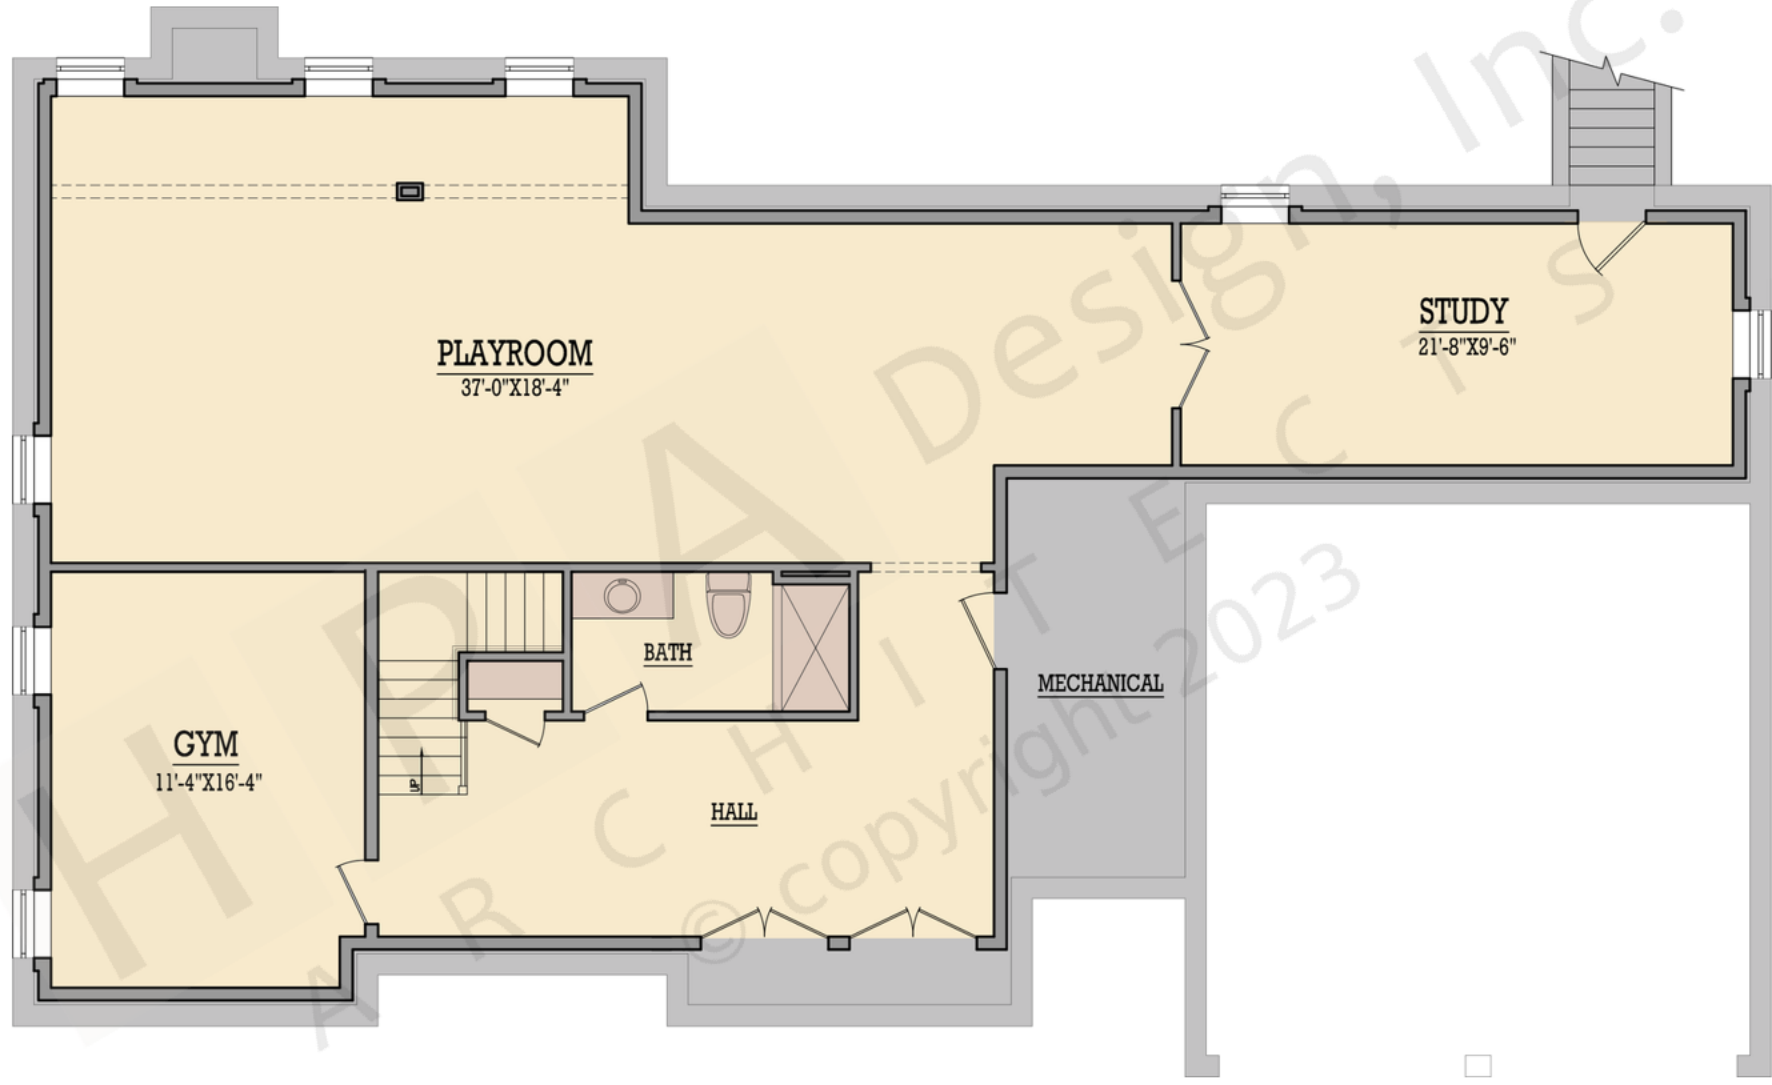 PLAYROOM
37'-0"X18'-4"
STUDY
21'-8"X9'-6"
BATH
MECHANICAL
GYM
11'-4"X16'-4"
UP
HALL
HPA Design, Inc.
ARCHITECTS
© copyright 2023